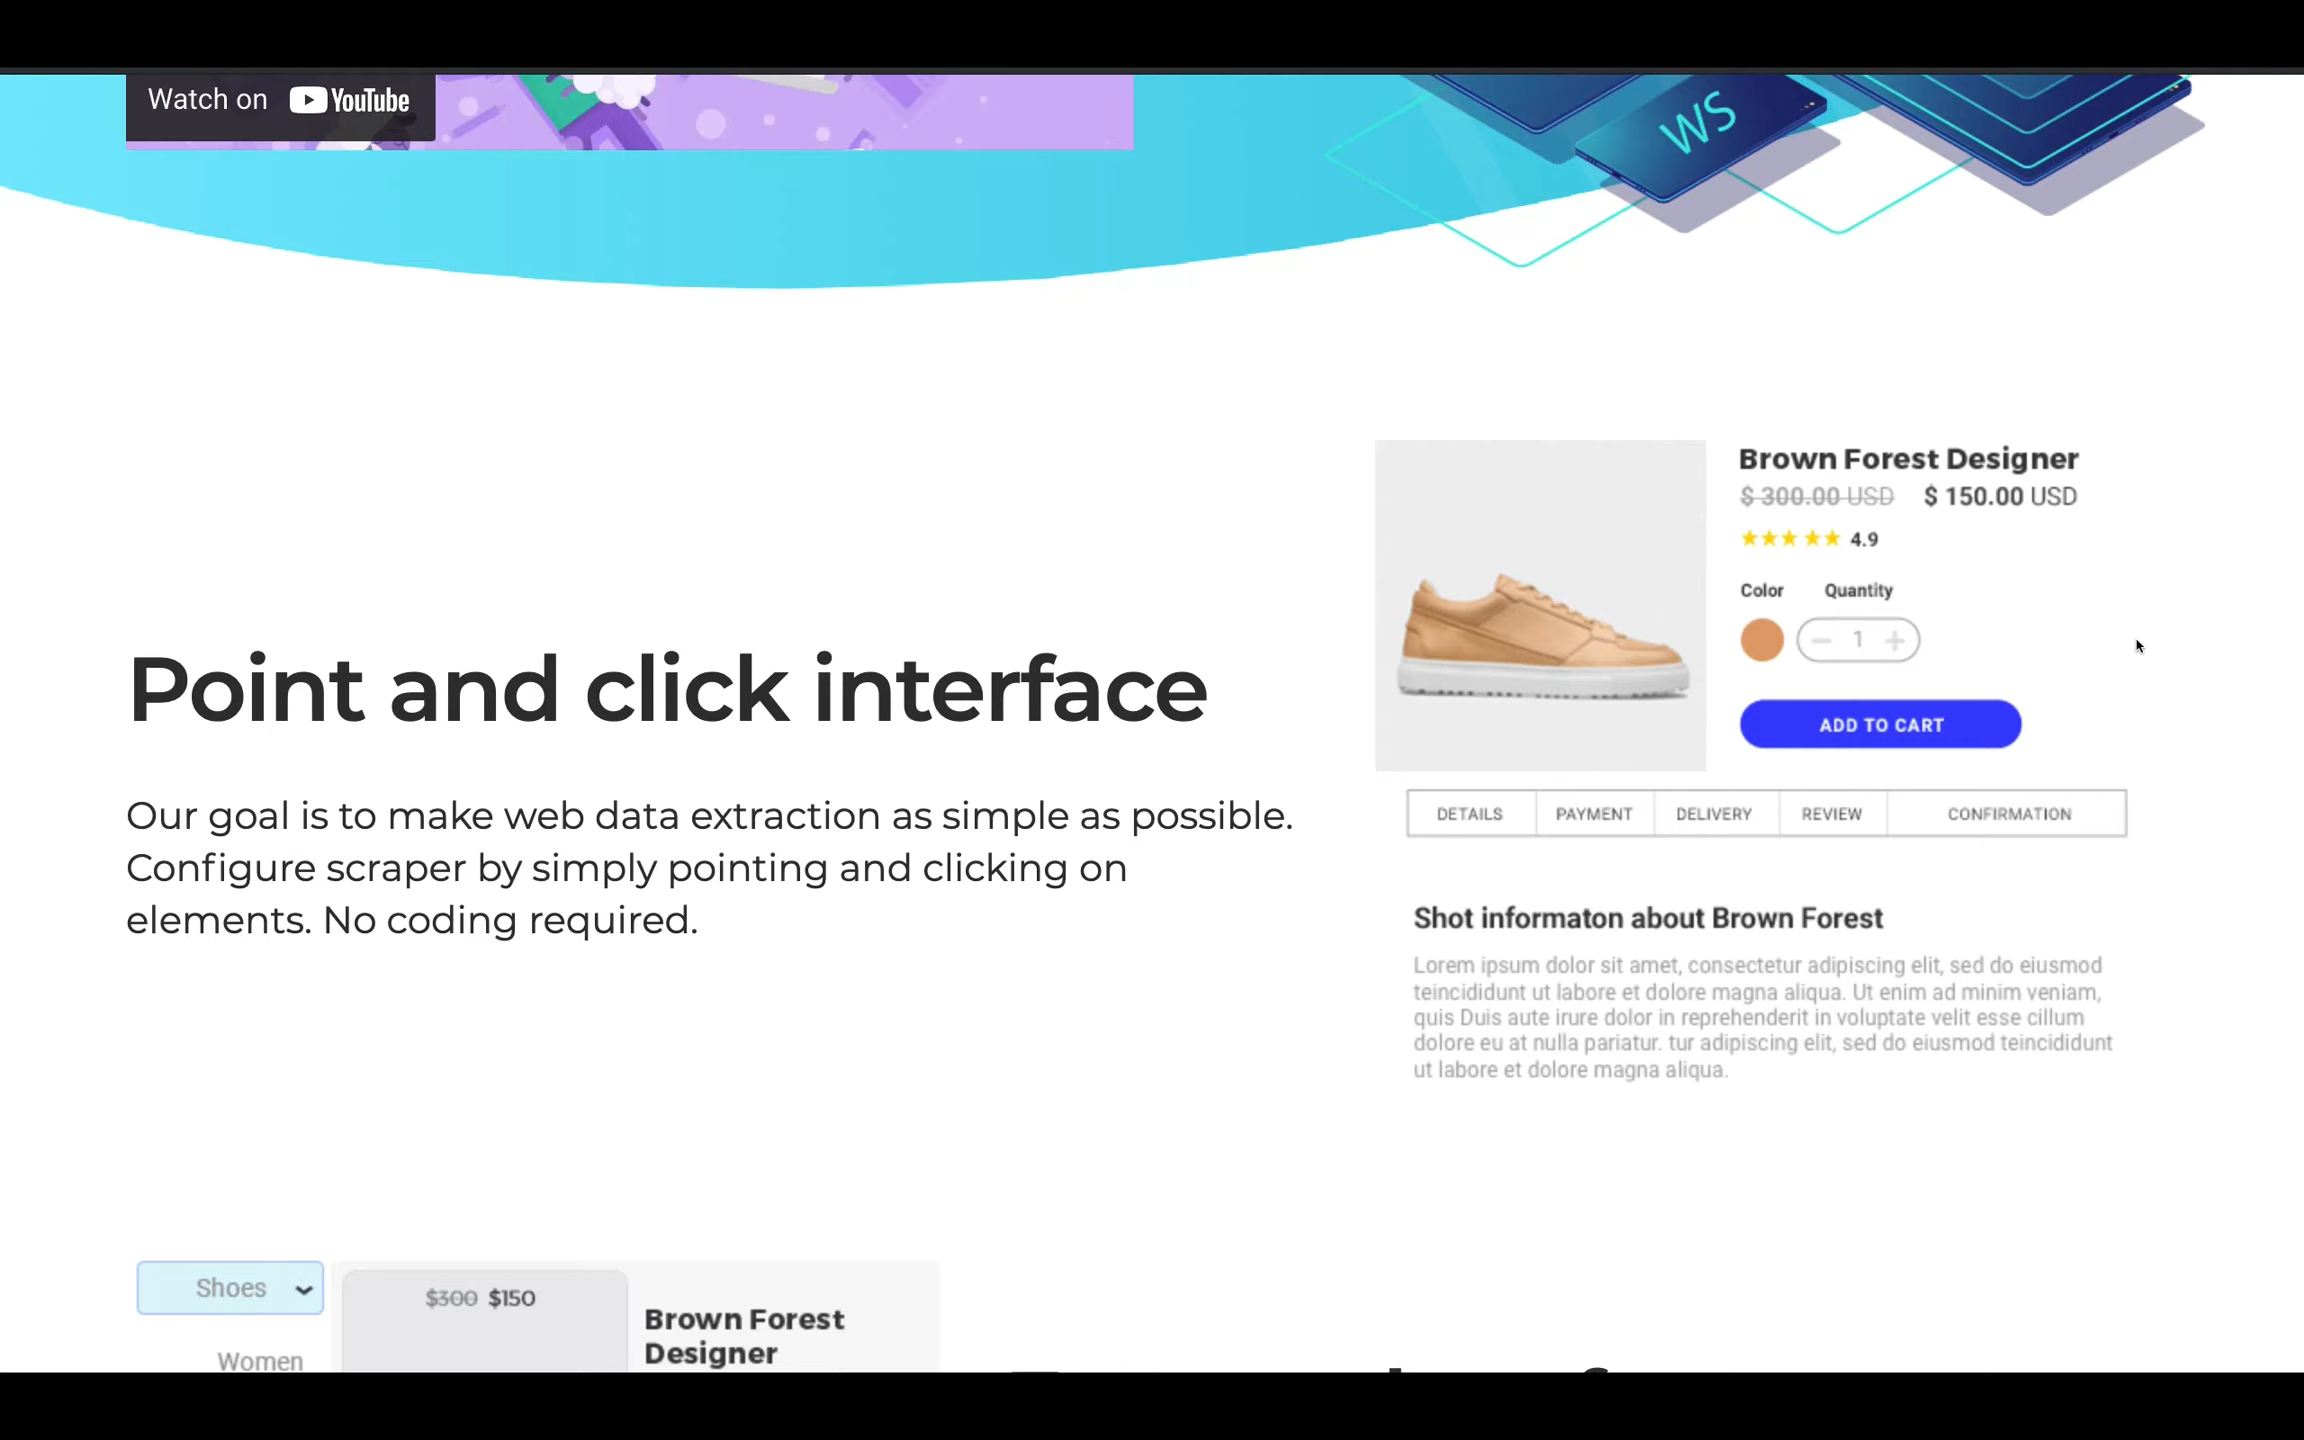 Watch on YouTube
WS
Brown Forest Designer
$ 300.00 USD $ 150.00 USD
4.9
Color Quantity
1
ADD TO CART
Point and click interface
Our goal is to make web data extraction as simple as possible.
Configure scraper by simply pointing and clicking on
elements. No coding required.
DETAILS PAYMENT DELIVERY REVIEW CONFIRMATION
Shot informaton about Brown Forest
Lorem ipsum dolor sit amet, consectetur adipiscing elit, sed do eiusmod
teincididunt ut labore et dolore magna aliqua. Ut enim ad minim veniam,
quis Duis aute irure dolor in reprehenderit in voluptate velit esse cillum
dolore eu at nulla pariatur. tur adipiscing elit, sed do eiusmod teincididunt
ut labore et dolore magna aliqua.
Shoes
Women
$300 $150
Brown Forest
Designer